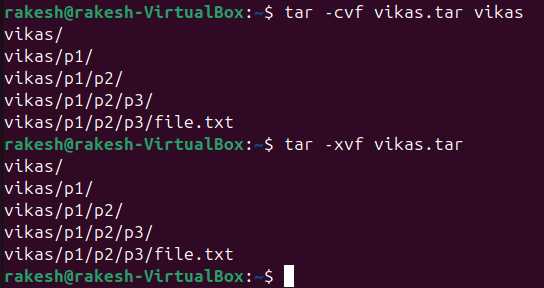 rakesh@rakesh-VirtualBox:~$ tar -cvf vikas.tar vikas
vikas/
vikas/p1/
vikas/p1/p2/
vikas/p1/p2/p3/
vikas/p1/p2/p3/file.txt
rakesh@rakesh-VirtualBox:~$ tar -xvf vikas.tar
vikas/
vikas/p1/
vikas/p1/p2/
vikas/p1/p2/p3/
vikas/p1/p2/p3/file.txt
rakesh@rakesh-VirtualBox:~$